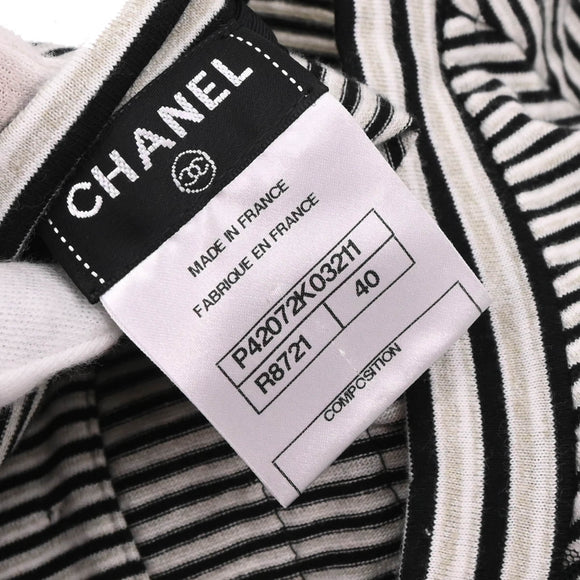 CHANEL
MADE IN FRANCE
FABRIQUE EN FRANCE
P42072K03211
R8721 40
COMPOSITION